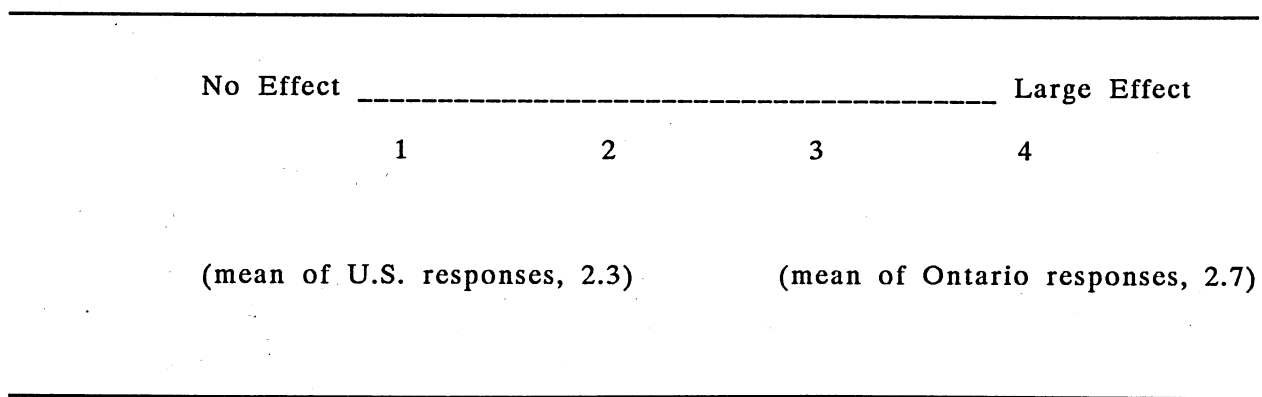 No Effect ________________________________________ Large Effect
1 2 3 4
(mean of U.S. responses, 2.3) (mean of Ontario responses, 2.7)